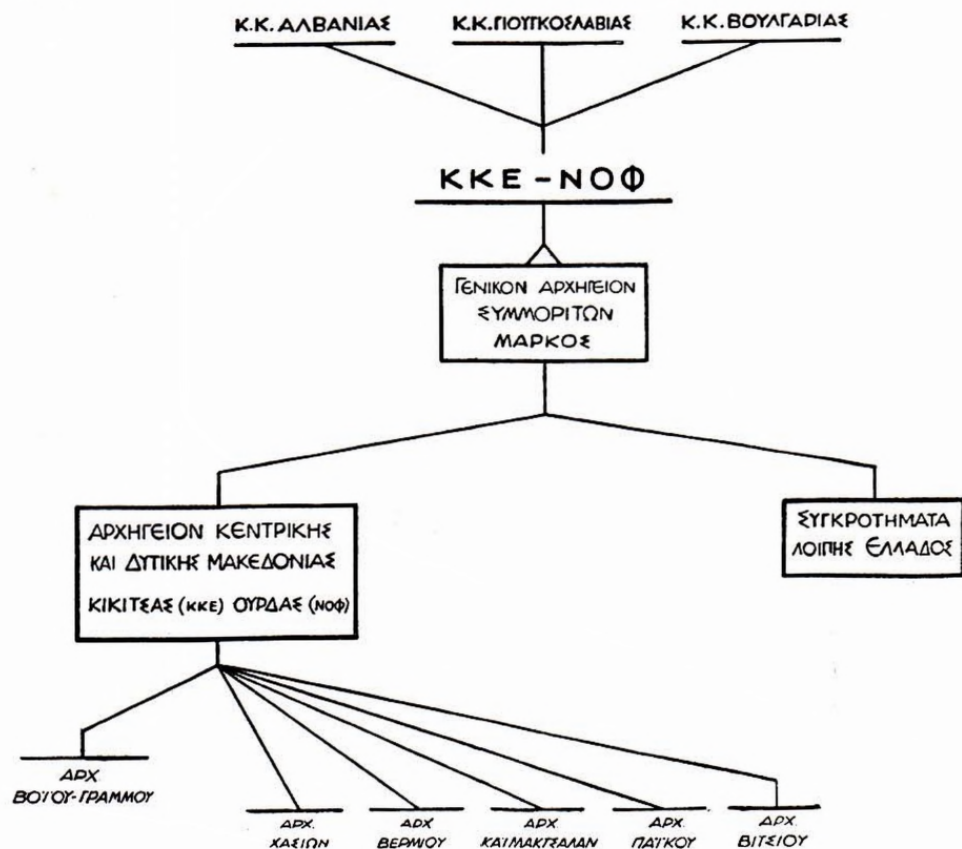 Κ.Κ. ΑΛΒΑΝΙΑΣ
Κ.Κ. ΓΙΟΥΓΚΟΣΛΑΒΙΑΣ
Κ.Κ. ΒΟΥΛΓΑΡΙΑΣ
ΚΚΕ - ΝΟΦ
ΓΕΝΙΚΟΝ ΑΡΧΗΓΕΙΟΝ
ΣΥΜΜΟΡΙΤΩΝ
ΜΑΡΚΟΣ
ΑΡΧΗΓΕΙΟΝ ΚΕΝΤΡΙΚΗΣ
ΚΑΙ ΔΥΤΙΚΗΣ ΜΑΚΕΔΟΝΙΑΣ
ΚΙΚΙΤΣΑΣ (ΚΚΕ) ΟΥΡΔΑΣ (ΝΟΦ)
ΣΥΓΚΡΟΤΗΜΑΤΑ
ΛΟΙΠΗΣ ΕΛΛΑΔΟΣ
ΑΡΧ.
ΒΟΪΟΥ-ΓΡΑΜΜΟΥ
ΑΡΧ.
ΧΑΣΙΩΝ
ΑΡΧ
ΒΕΡΜΙΟΥ
ΑΡΧ.
ΚΑΪΜΑΚΤΣΑΛΑΝ
ΑΡΧ.
ΠΑΪΚΟΥ
ΑΡΧ.
ΒΙΤΣΙΟΥ